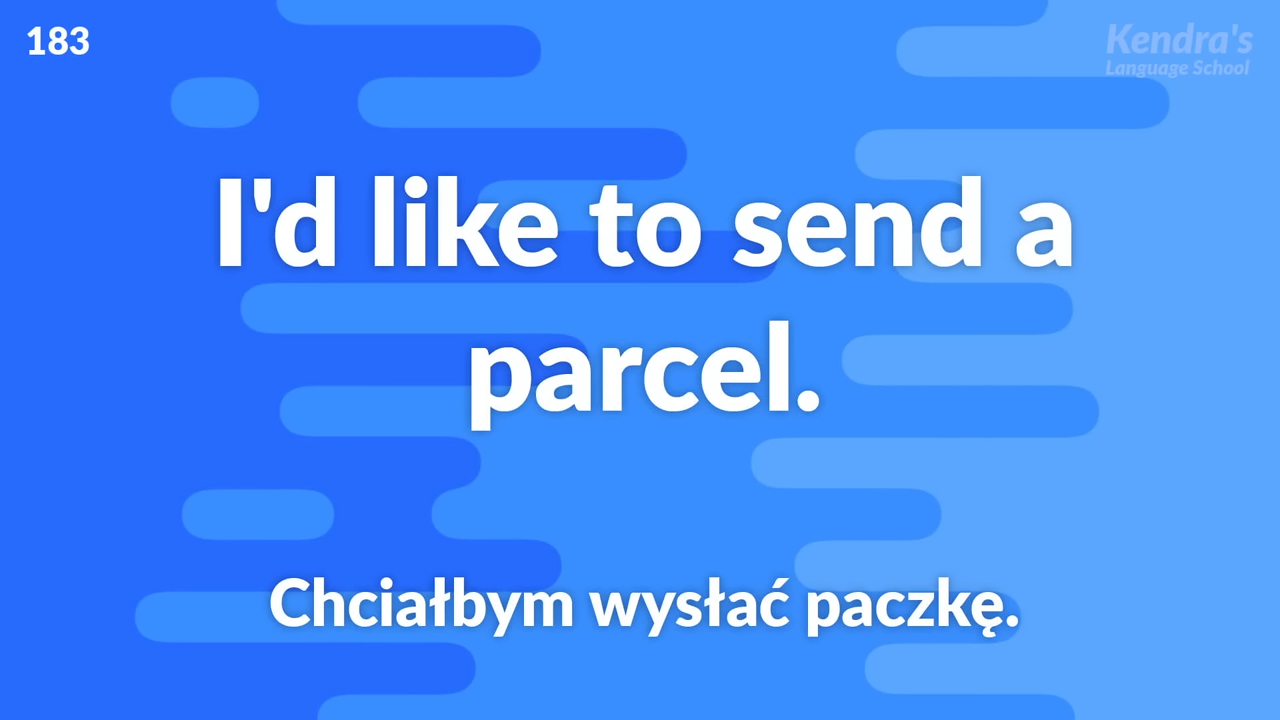 183
Kendra's
Language School
I'd like to send a
parcel.
Chciałbym wysłać paczkę.